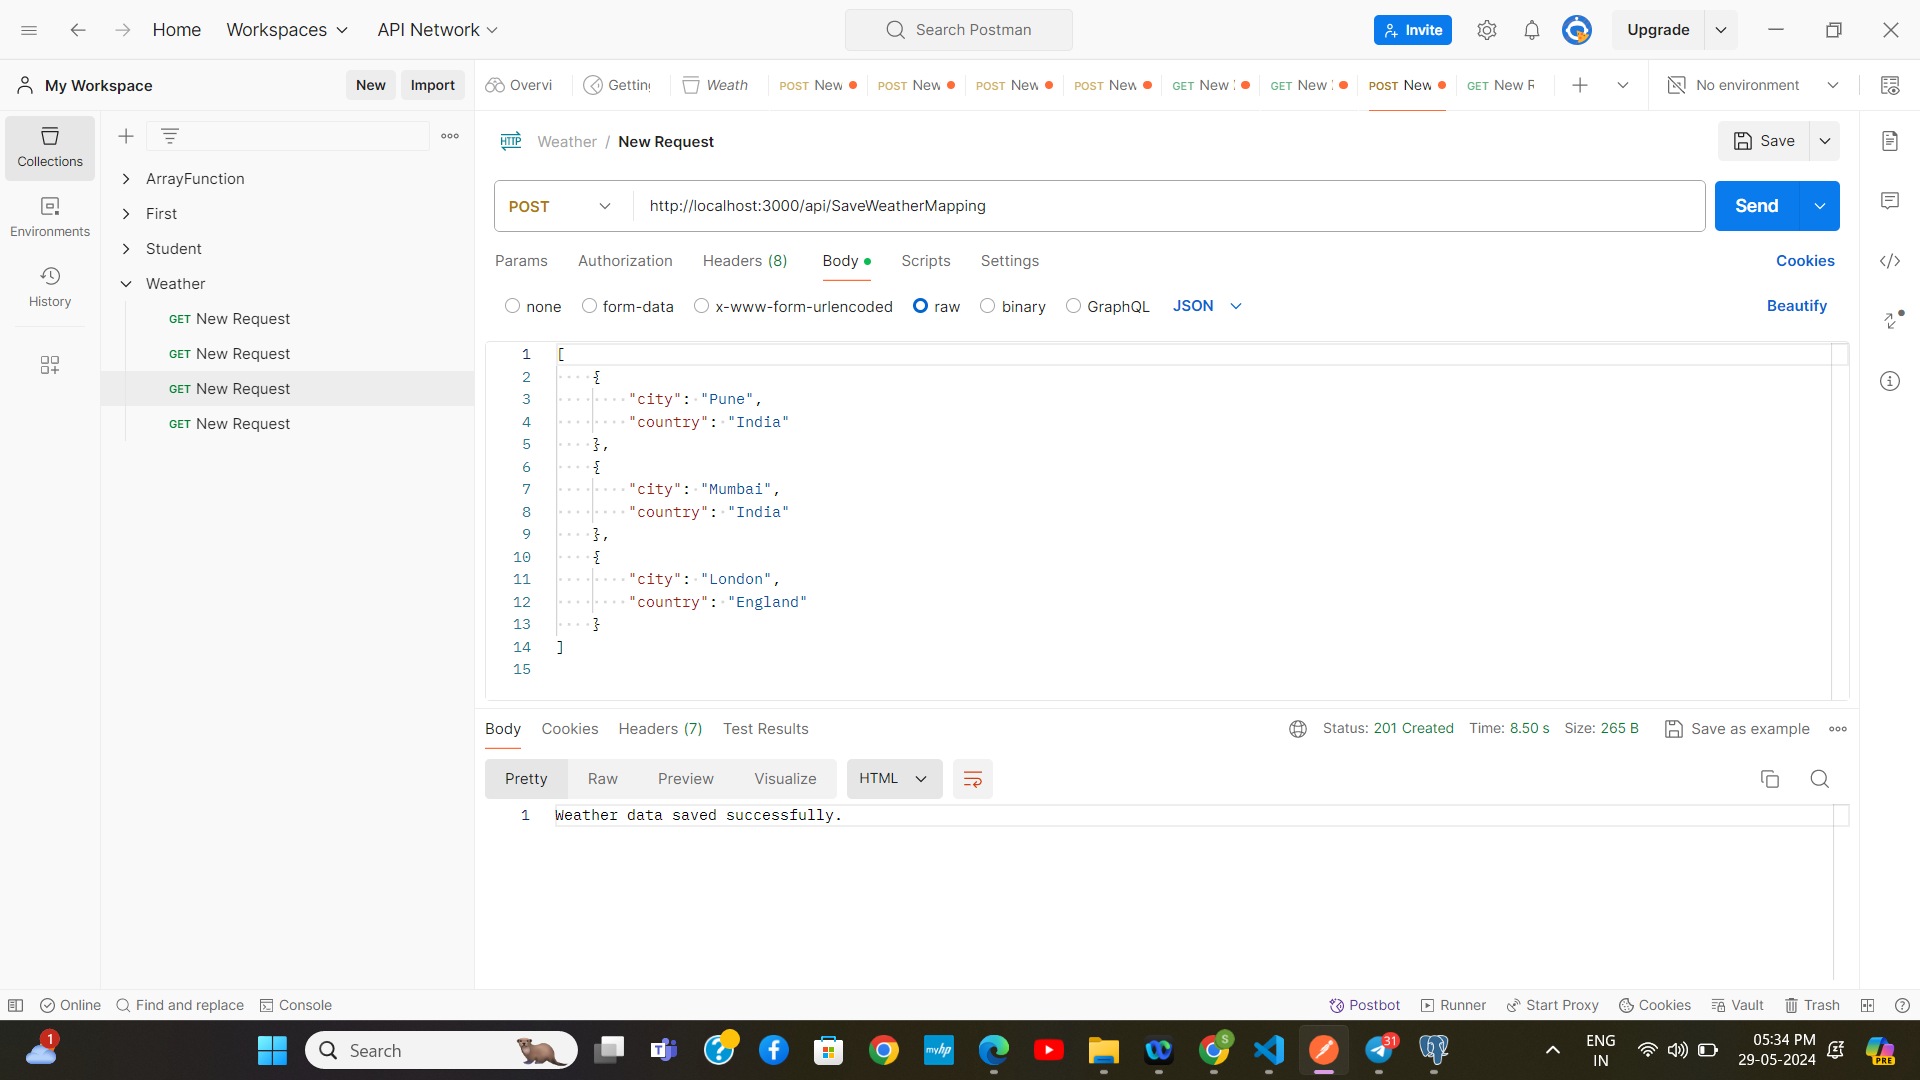 Home
Workspaces
API Network
Search Postman
Invite
Upgrade
My Workspace
New
Import
Overvi
Getting
Weath
POST New
POST New
POST New
POST New
GET New
GET New
POST New
GET New R
No environment
Collections
Environments
History
ArrayFunction
First
Student
Weather
GET New Request
GET New Request
GET New Request
GET New Request
HTTP
Weather / New Request
Save
POST
http://localhost:3000/api/SaveWeatherMapping
Send
Params
Authorization
Headers (8)
Body
Scripts
Settings
Cookies
none
form-data
x-www-form-urlencoded
raw
binary
GraphQL
JSON
Beautify
1 [
2 {
3 "city": "Pune",
4 "country": "India"
5 },
6 {
7 "city": "Mumbai",
8 "country": "India"
9 },
10 {
11 "city": "London",
12 "country": "England"
13 }
14 ]
15
Body
Cookies
Headers (7)
Test Results
Status: 201 Created
Time: 8.50 s
Size: 265 B
Save as example
Pretty
Raw
Preview
Visualize
HTML
1 Weather data saved successfully.
Online
Find and replace
Console
Postbot
Runner
Start Proxy
Cookies
Vault
Trash
1
Search
myhp
S
31
ENG
IN
05:34 PM
29-05-2024
PRE